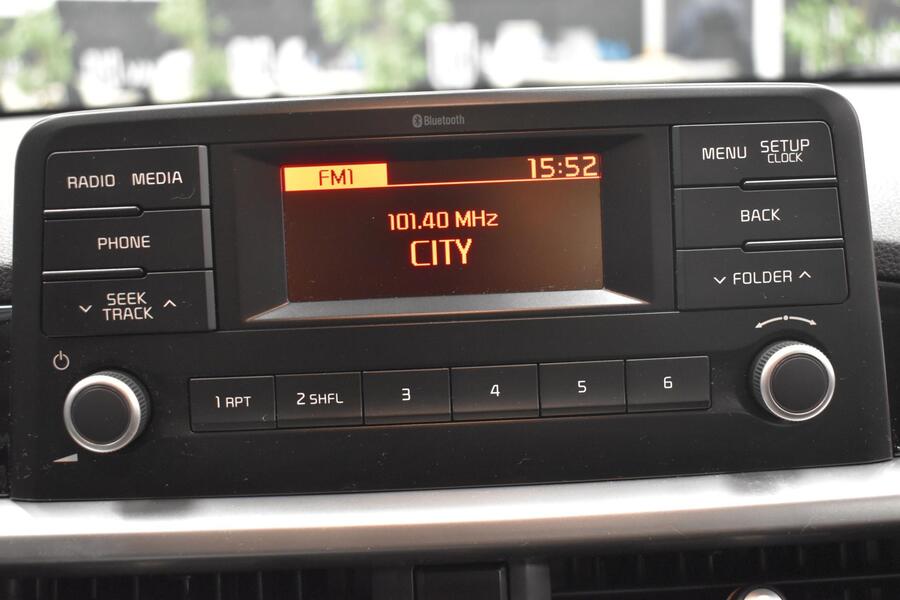 Bluetooth
RADIO MEDIA
PHONE
SEEK
TRACK
FM1 15:52
101.40 MHz
CITY
MENU SETUP
CLOCK
BACK
FOLDER
1 RPT 2 SHFL 3 4 5 6